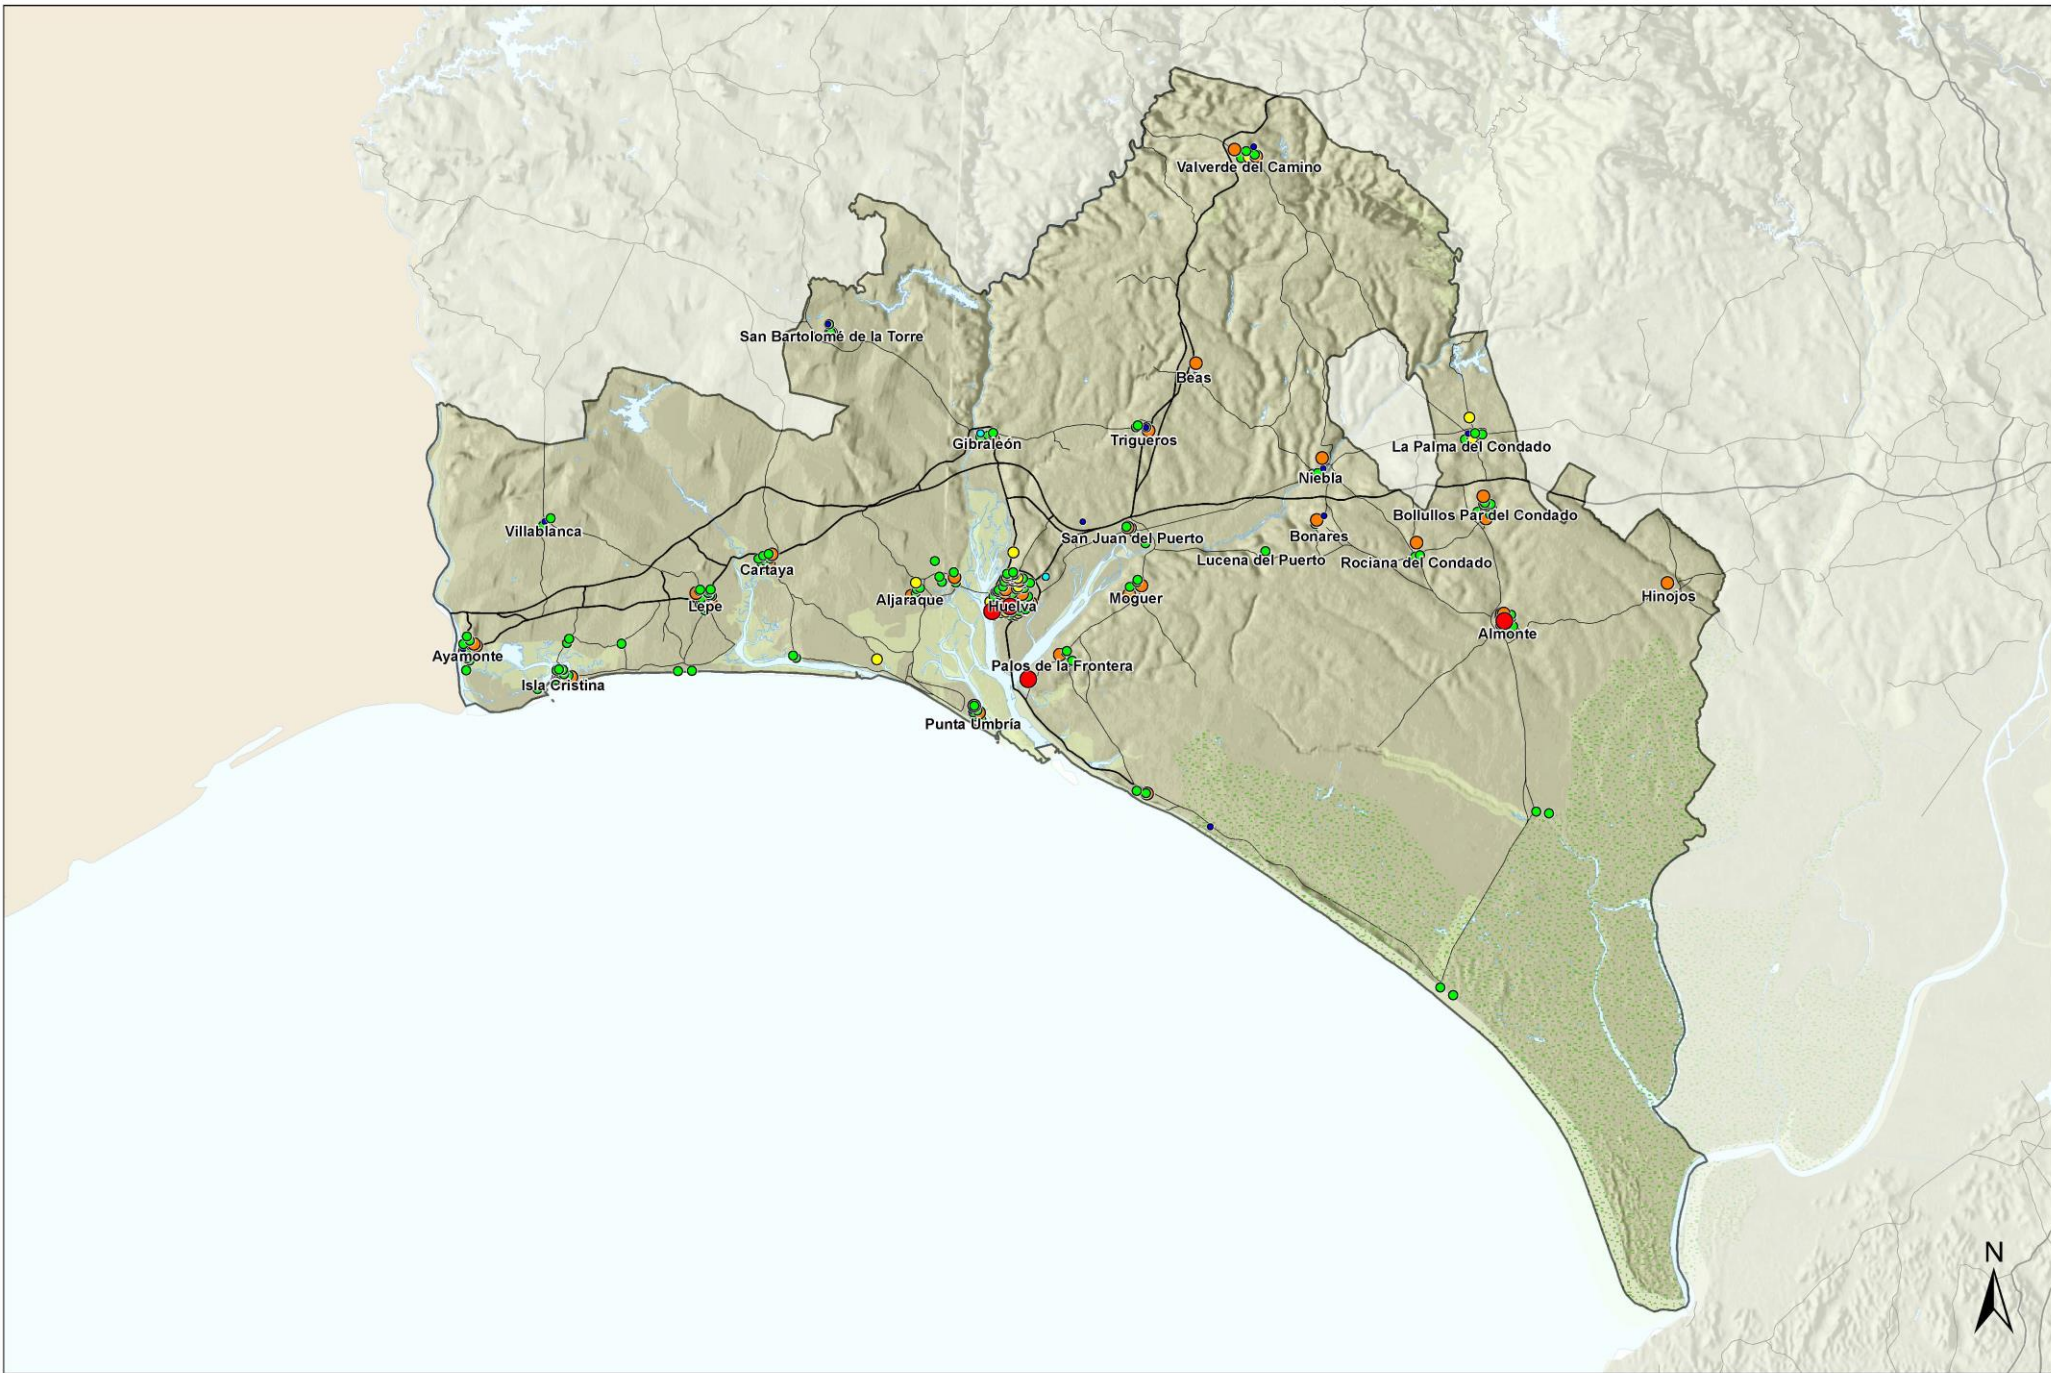 Valverde del Camino
San Bartolomé de la Torre
Beas
Gibraleón
Trigueros
La Palma del Condado
Niebla
Villablanca
San Juan del Puerto
Bonares
Bollullos Par del Condado
Cartaya
Lucena del Puerto
Rociana del Condado
Lepe
Aljaraque
Huelva
Moguer
Hinojos
Almonte
Ayamonte
Palos de la Frontera
Isla Cristina
Punta Umbría
N